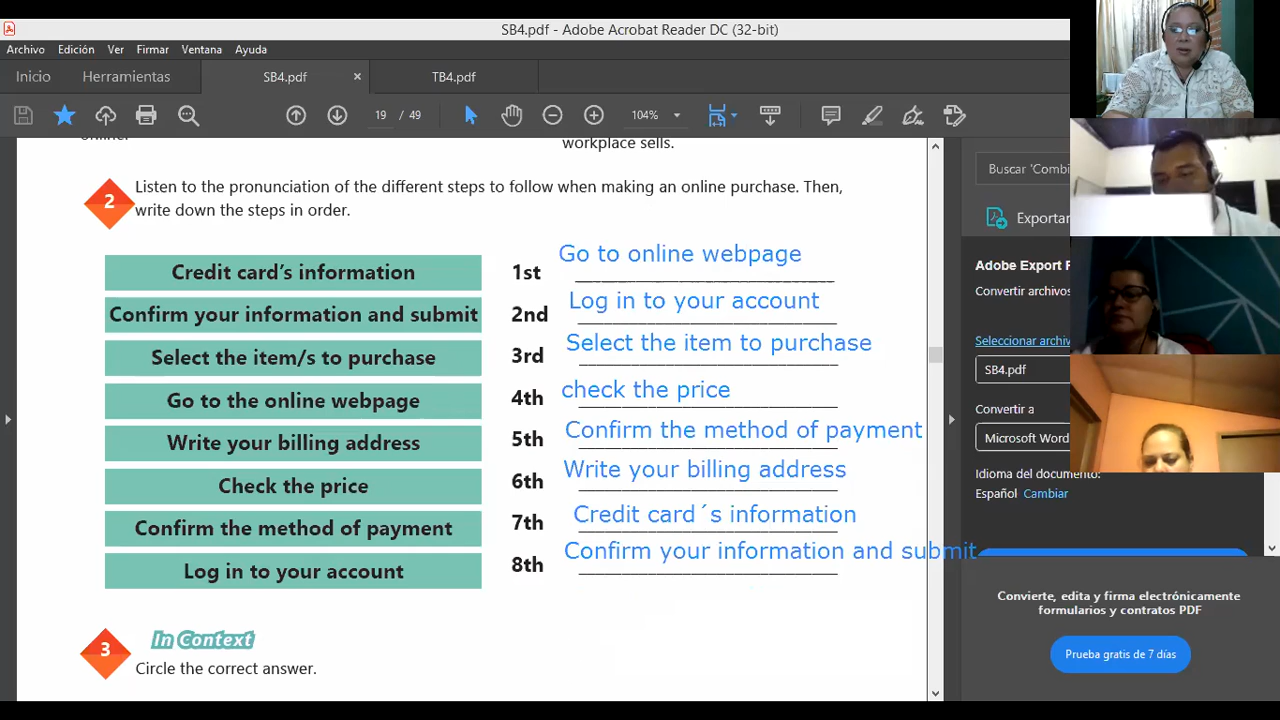 SB4.pdf - Adobe Acrobat Reader DC (32-bit)
Archivo Edición Ver Firmar Ventana Ayuda
Inicio Herramientas SB4.pdf × TB4.pdf
19 / 49 104%
workplace sells.
2 Listen to the pronunciation of the different steps to follow when making an online purchase. Then,
write down the steps in order.
Credit card's information 1st Go to online webpage
Confirm your information and submit 2nd Log in to your account
Select the item/s to purchase 3rd Select the item to purchase
Go to the online webpage 4th check the price
Write your billing address 5th Confirm the method of payment
Check the price 6th Write your billing address
Confirm the method of payment 7th Credit card´s information
Log in to your account 8th Confirm your information and submit
3 In Context
Circle the correct answer.
Buscar 'Combi
Exportar
Adobe Export P
Convertir archivos
Seleccionar archiv
SB4.pdf
Convertir a
Microsoft Word
Idioma del documento:
Español Cambiar
Convierte, edita y firma electrónicamente
formularios y contratos PDF
Prueba gratis de 7 días